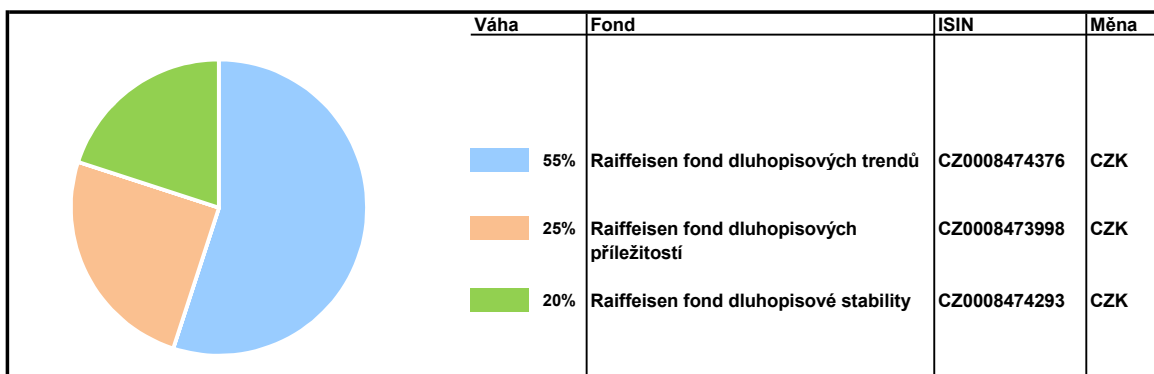 Váha Fond ISIN Měna
55% Raiffeisen fond dluhopisových trendů CZ0008474376 CZK
25% Raiffeisen fond dluhopisových CZ0008473998 CZK
příležitostí
20% Raiffeisen fond dluhopisové stability CZ0008474293 CZK